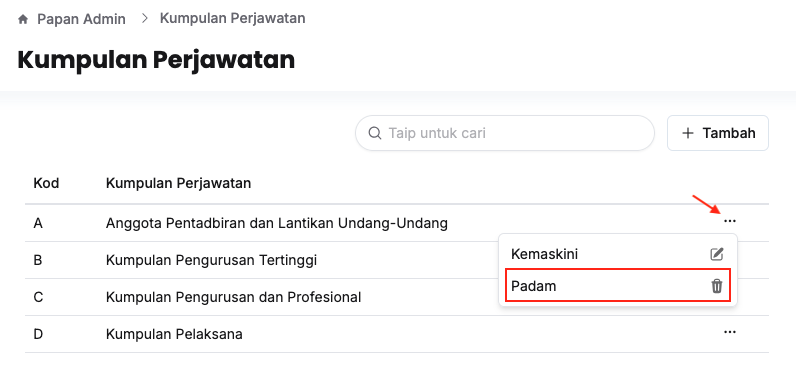 Papan Admin > Kumpulan Perjawatan
Kumpulan Perjawatan
Taip untuk cari
+ Tambah
Kod Kumpulan Perjawatan
A Anggota Pentadbiran dan Lantikan Undang-Undang ...
B Kumpulan Pengurusan Tertinggi
Kemaskini
C Kumpulan Pengurusan dan Profesional
Padam
D Kumpulan Pelaksana ...